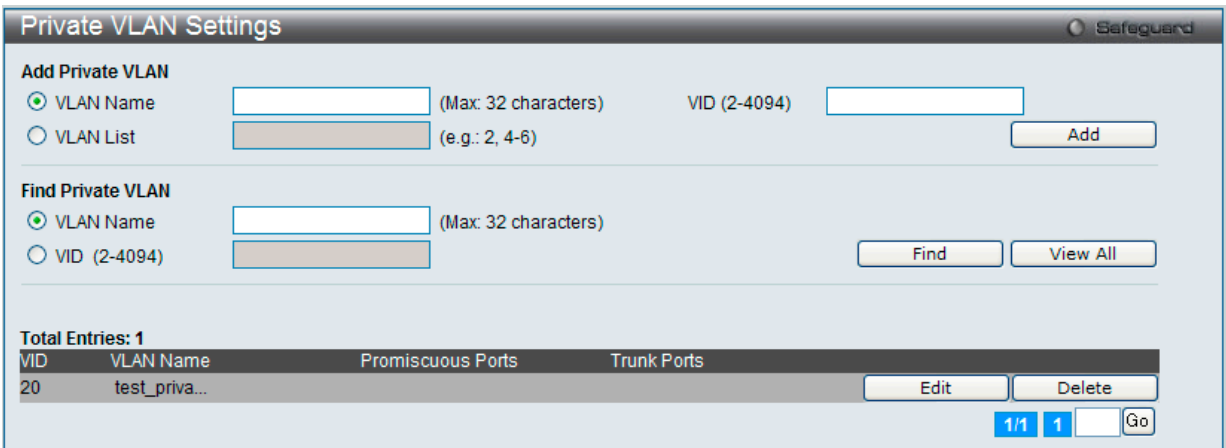 Private VLAN Settings
Safeguard
Add Private VLAN
VLAN Name (Max: 32 characters) VID (2-4094)
VLAN List (e.g.: 2, 4-6) Add
Find Private VLAN
VLAN Name (Max: 32 characters)
VID (2-4094) Find View All
Total Entries: 1
VID VLAN Name Promiscuous Ports Trunk Ports
20 test_priva... Edit Delete
1/1 1 Go